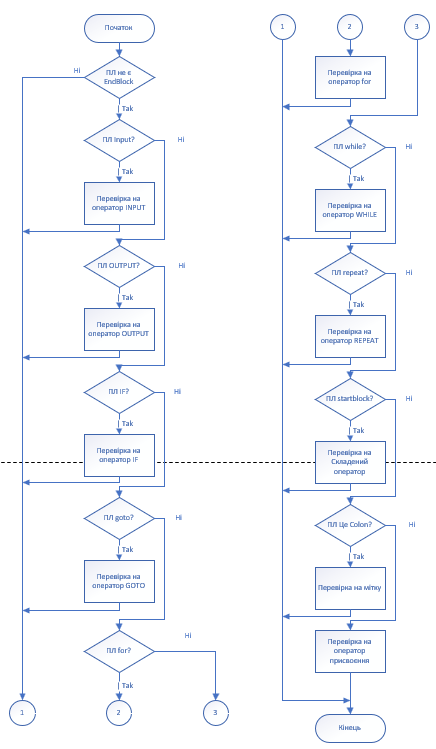 Початок
Ні
ПЛ не є
EndBlock
Так
ПЛ Input?
Ні
Так
Перевірка на
оператор INPUT
ПЛ OUTPUT?
Ні
Так
Перевірка на
оператор OUTPUT
ПЛ IF?
Ні
Так
Перевірка на
оператор IF
ПЛ goto?
Ні
Так
Перевірка на
оператор GOTO
ПЛ for?
Ні
Так
1
2
3
1
2
3
Перевірка на
оператор for
ПЛ while?
Ні
Так
Перевірка на
оператор WHILE
ПЛ repeat?
Ні
Так
Перевірка на
оператор REPEAT
ПЛ startblock?
Ні
Так
Перевірка на
Складений
оператор
ПЛ Це Colon?
Ні
Так
Перевірка на мітку
Перевірка на
оператор
присвоєння
Кінець